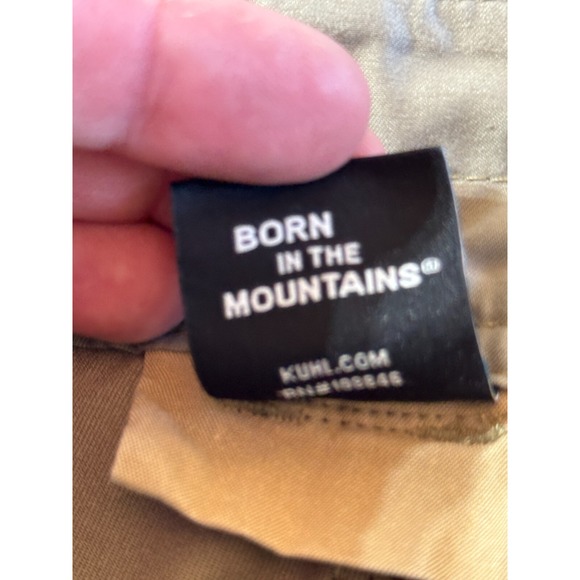 BORN
IN THE
MOUNTAINS®
KUHL.COM